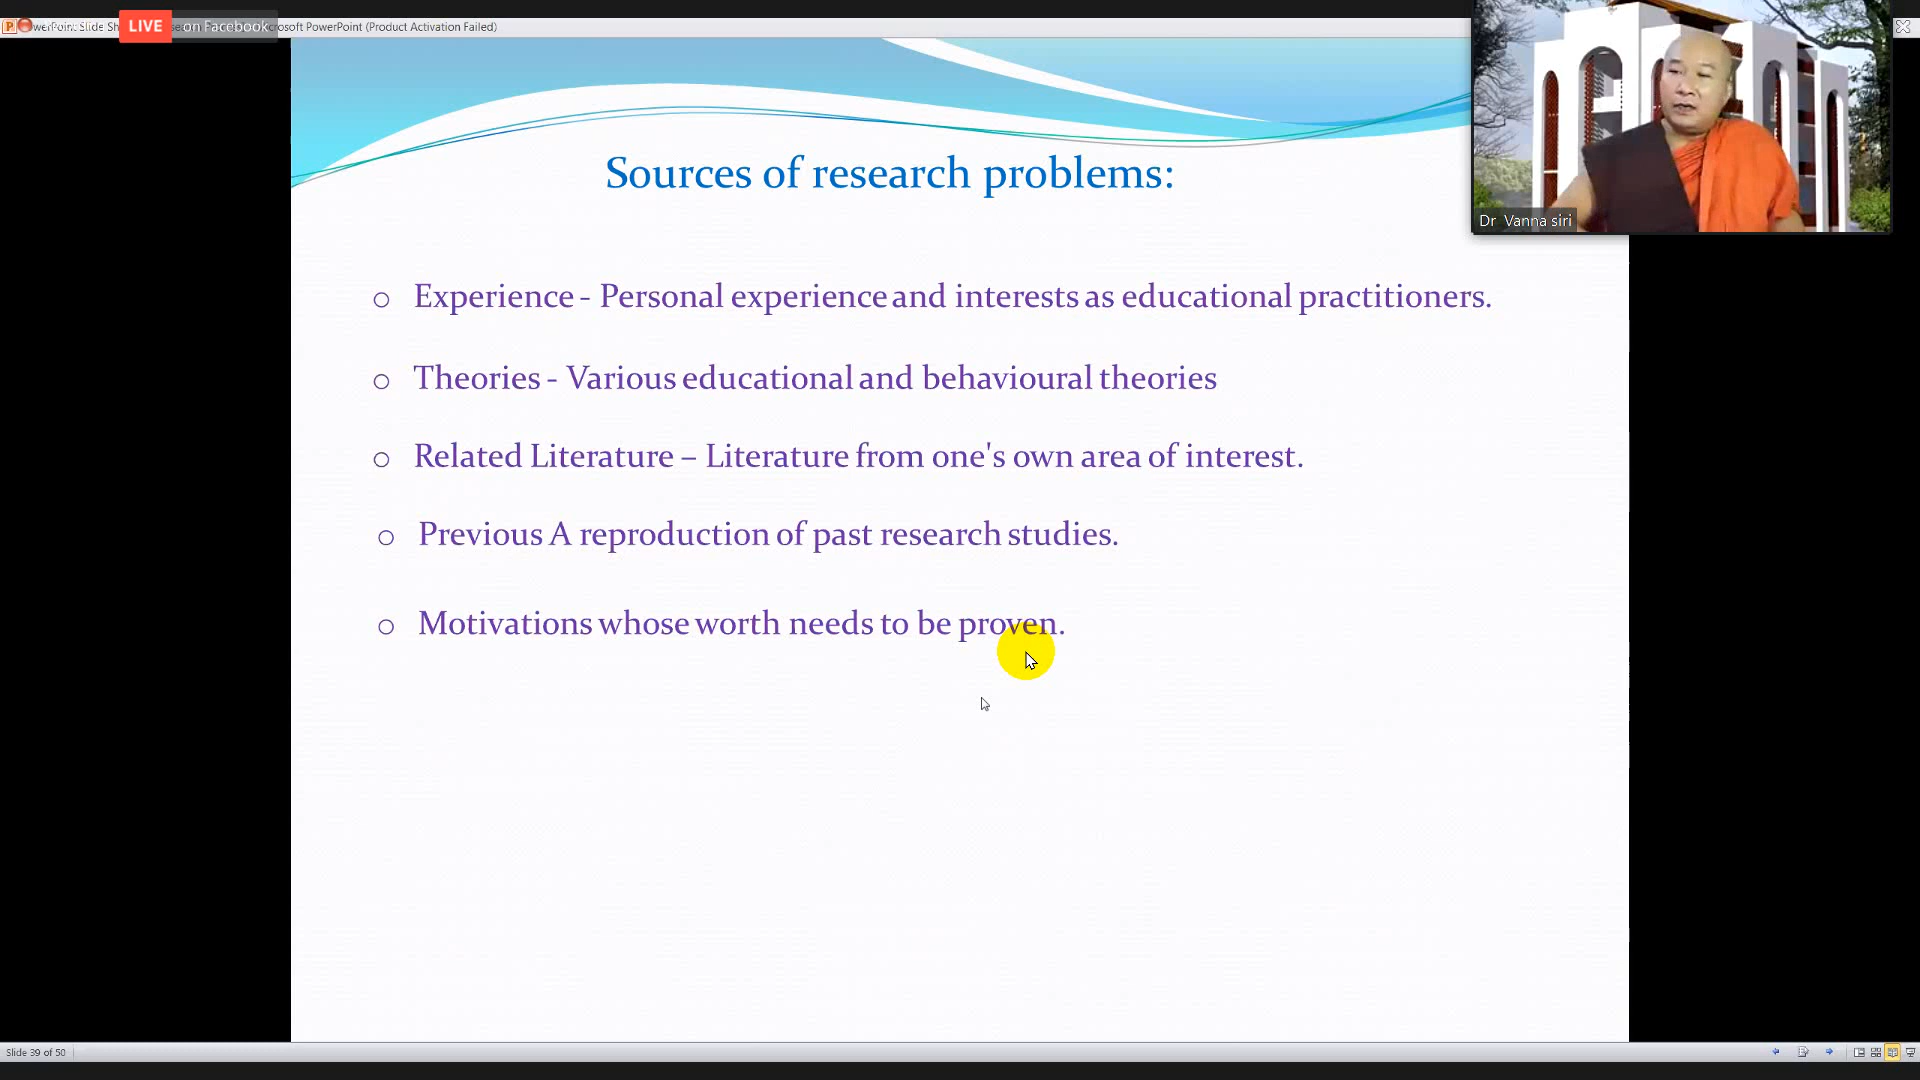 PowerPoint Slide Sh
LIVE on Facebook
crosoft PowerPoint (Product Activation Failed)
Dr Vanna siri
Sources of research problems:
o Experience - Personal experience and interests as educational practitioners.
o Theories - Various educational and behavioural theories
o Related Literature – Literature from one's own area of interest.
o Previous A reproduction of past research studies.
o Motivations whose worth needs to be proven.
Slide 39 of 50